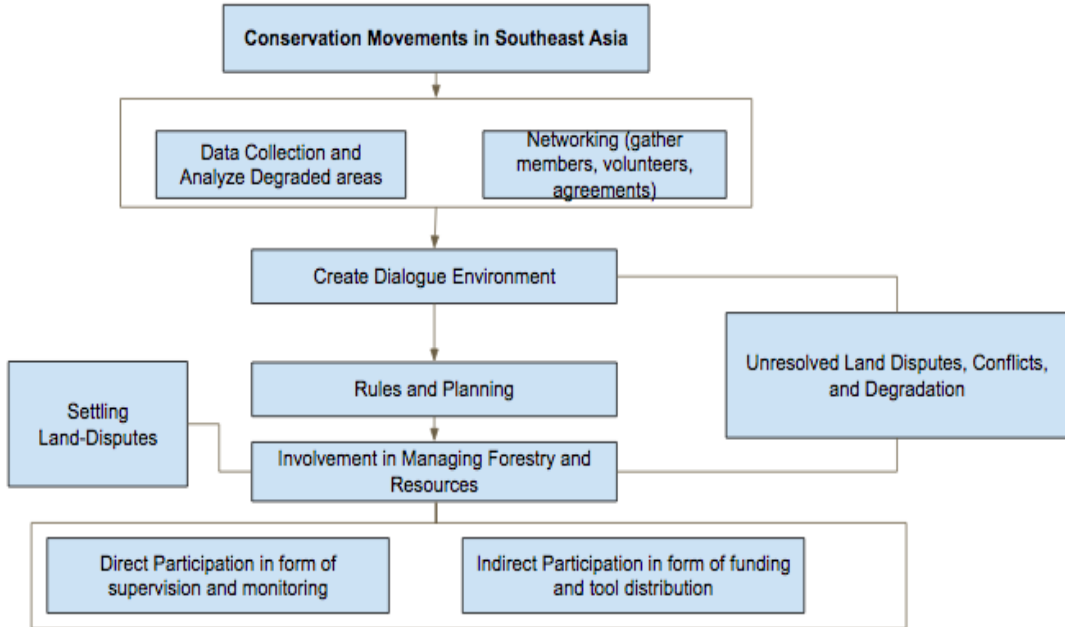 Conservation Movements in Southeast Asia
Data Collection and
Analyze Degraded areas
Networking (gather
members, volunteers,
agreements)
Create Dialogue Environment
Unresolved Land Disputes, Conflicts,
and Degradation
Rules and Planning
Settling
Land-Disputes
Involvement in Managing Forestry and
Resources
Direct Participation in form of
supervision and monitoring
Indirect Participation in form of funding
and tool distribution